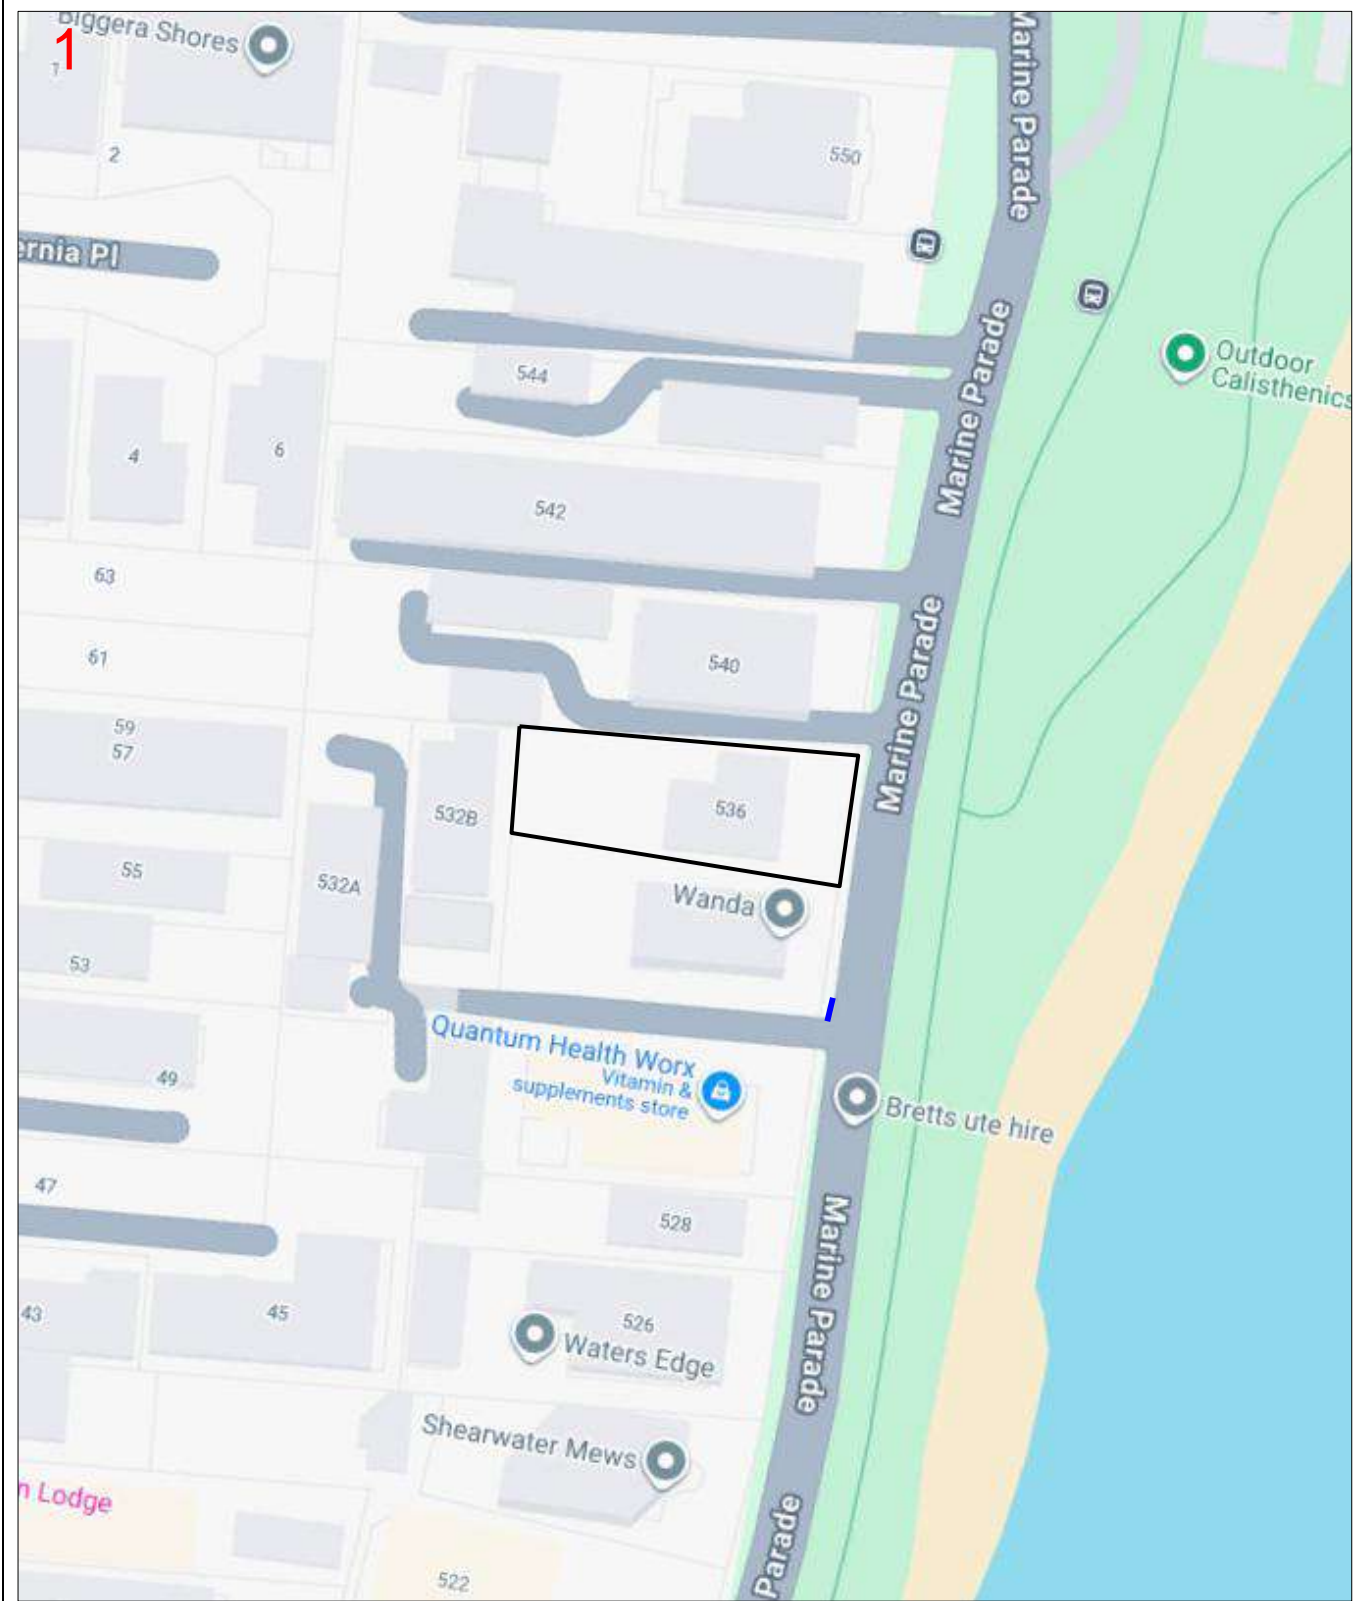 Biggera Shores
1
2
Marine Parade
550
ernia Pl
Outdoor
Calisthenics
544
Marine Parade
4
6
542
63
61
540
Marine Parade
59
57
532B
536
55
532A
Wanda
53
Quantum Health Worx
Vitamin &
supplements store
49
Bretts ute hire
47
528
Marine Parade
43
45
526
Waters Edge
Shearwater Mews
n Lodge
522
Parade